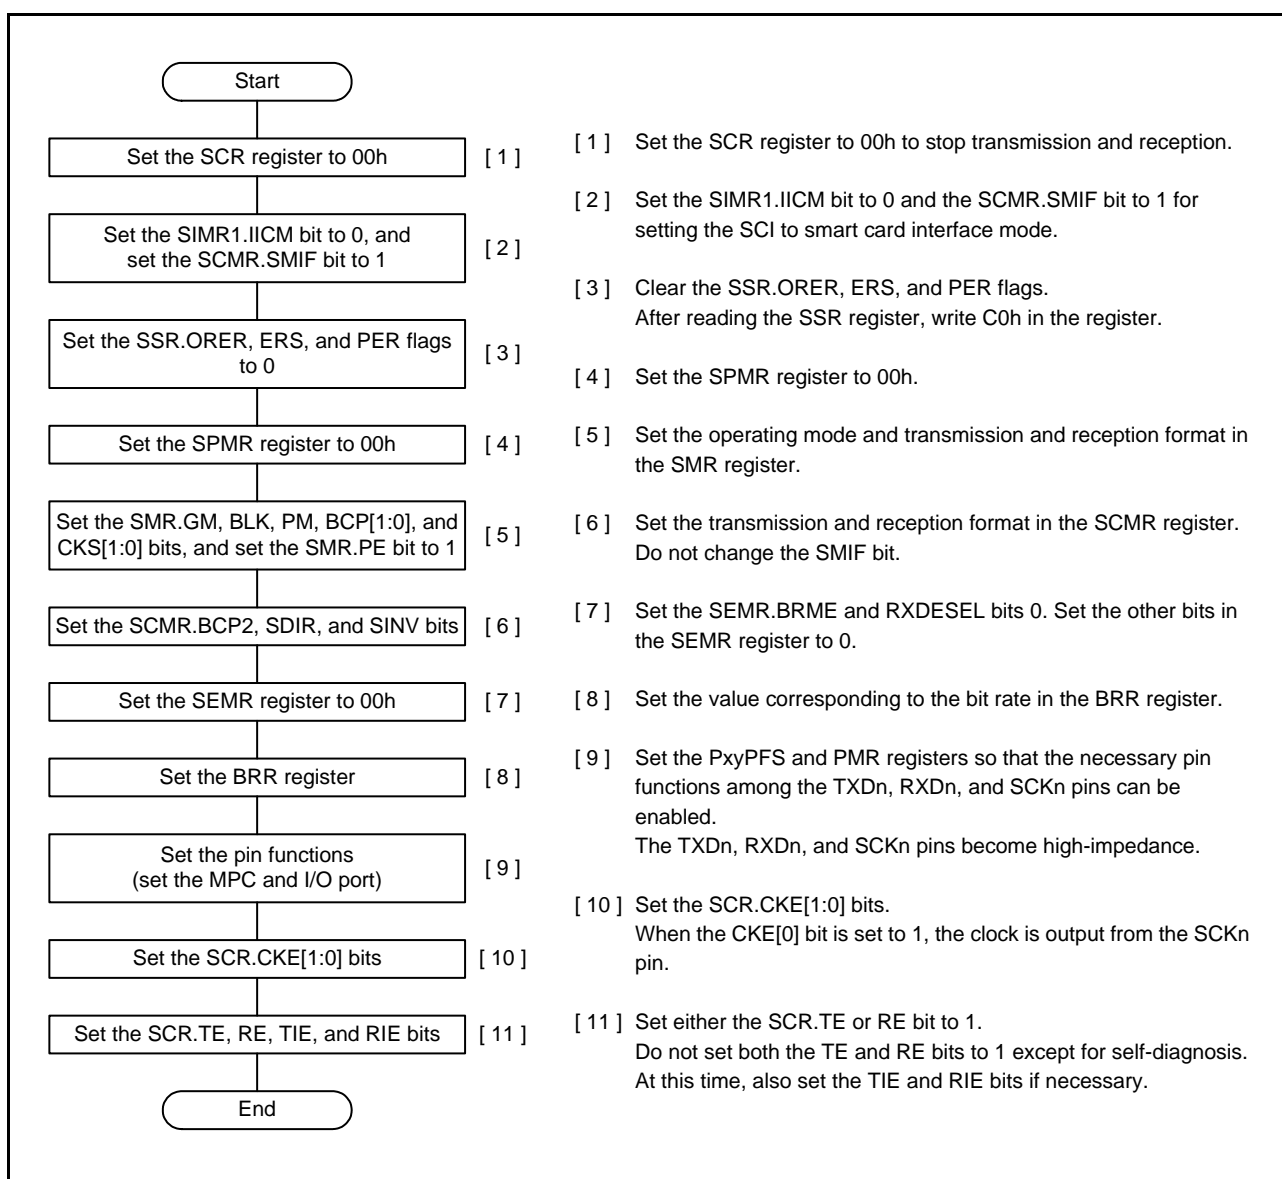 Start
Set the SCR register to 00h
[ 1 ]
Set the SIMR1.IICM bit to 0, and
set the SCMR.SMIF bit to 1
[ 2 ]
Set the SSR.ORER, ERS, and PER flags
to 0
[ 3 ]
Set the SPMR register to 00h
[ 4 ]
Set the SMR.GM, BLK, PM, BCP[1:0], and
CKS[1:0] bits, and set the SMR.PE bit to 1
[ 5 ]
Set the SCMR.BCP2, SDIR, and SINV bits
[ 6 ]
Set the SEMR register to 00h
[ 7 ]
Set the BRR register
[ 8 ]
Set the pin functions
(set the MPC and I/O port)
[ 9 ]
Set the SCR.CKE[1:0] bits
[ 10 ]
Set the SCR.TE, RE, TIE, and RIE bits
[ 11 ]
End
[ 1 ] Set the SCR register to 00h to stop transmission and reception.
[ 2 ] Set the SIMR1.IICM bit to 0 and the SCMR.SMIF bit to 1 for
setting the SCI to smart card interface mode.
[ 3 ] Clear the SSR.ORER, ERS, and PER flags.
After reading the SSR register, write C0h in the register.
[ 4 ] Set the SPMR register to 00h.
[ 5 ] Set the operating mode and transmission and reception format in
the SMR register.
[ 6 ] Set the transmission and reception format in the SCMR register.
Do not change the SMIF bit.
[ 7 ] Set the SEMR.BRME and RXDESEL bits 0. Set the other bits in
the SEMR register to 0.
[ 8 ] Set the value corresponding to the bit rate in the BRR register.
[ 9 ] Set the PxyPFS and PMR registers so that the necessary pin
functions among the TXDn, RXDn, and SCKn pins can be
enabled.
The TXDn, RXDn, and SCKn pins become high-impedance.
[ 10 ] Set the SCR.CKE[1:0] bits.
When the CKE[0] bit is set to 1, the clock is output from the SCKn
pin.
[ 11 ] Set either the SCR.TE or RE bit to 1.
Do not set both the TE and RE bits to 1 except for self-diagnosis.
At this time, also set the TIE and RIE bits if necessary.